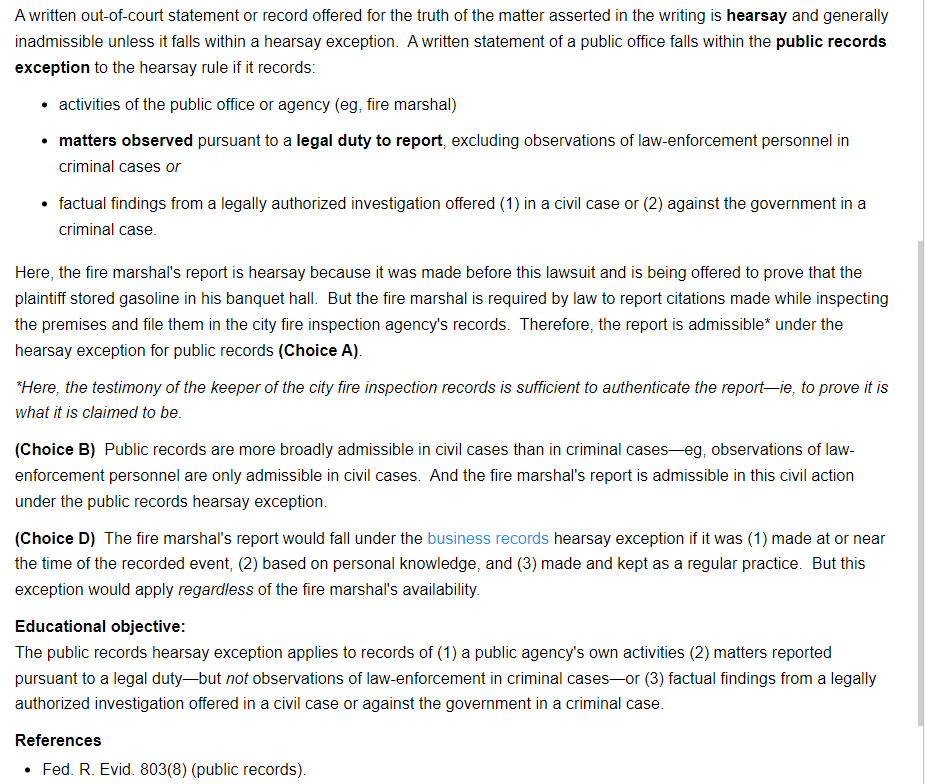 A written out-of-court statement or record offered for the truth of the matter asserted in the writing is hearsay and generally
inadmissible unless it falls within a hearsay exception.  A written statement of a public office falls within the public records
exception to the hearsay rule if it records:
• activities of the public office or agency (eg, fire marshal)
• matters observed pursuant to a legal duty to report, excluding observations of law-enforcement personnel in
criminal cases or
• factual findings from a legally authorized investigation offered (1) in a civil case or (2) against the government in a
criminal case.
Here, the fire marshal's report is hearsay because it was made before this lawsuit and is being offered to prove that the
plaintiff stored gasoline in his banquet hall.  But the fire marshal is required by law to report citations made while inspecting
the premises and file them in the city fire inspection agency's records.  Therefore, the report is admissible* under the
hearsay exception for public records (Choice A).
*Here, the testimony of the keeper of the city fire inspection records is sufficient to authenticate the report—ie, to prove it is
what it is claimed to be.
(Choice B)  Public records are more broadly admissible in civil cases than in criminal cases—eg, observations of law-
enforcement personnel are only admissible in civil cases.  And the fire marshal's report is admissible in this civil action
under the public records hearsay exception.
(Choice D)  The fire marshal's report would fall under the business records hearsay exception if it was (1) made at or near
the time of the recorded event, (2) based on personal knowledge, and (3) made and kept as a regular practice.  But this
exception would apply regardless of the fire marshal's availability.
Educational objective:
The public records hearsay exception applies to records of (1) a public agency's own activities (2) matters reported
pursuant to a legal duty—but not observations of law-enforcement in criminal cases—or (3) factual findings from a legally
authorized investigation offered in a civil case or against the government in a criminal case.
References
• Fed. R. Evid. 803(8) (public records).